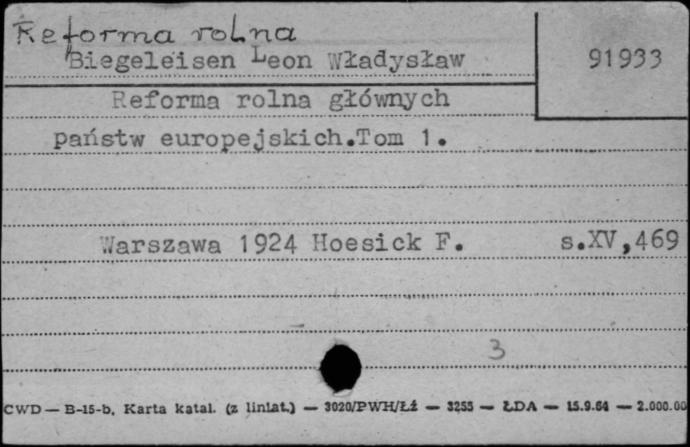 Reforma rolna
Biegeleisen Leon Władysław
91933
Reforma rolna głównych
państw europejskich.Tom 1.
Warszawa 1924 Hoesick F. s.XV,469
3
CWD — B-15-b, Karta katal. (z liniat.) — 3020/PWH/Łź — 3255 — ŁDA — 15.9.64 — 2.000.00